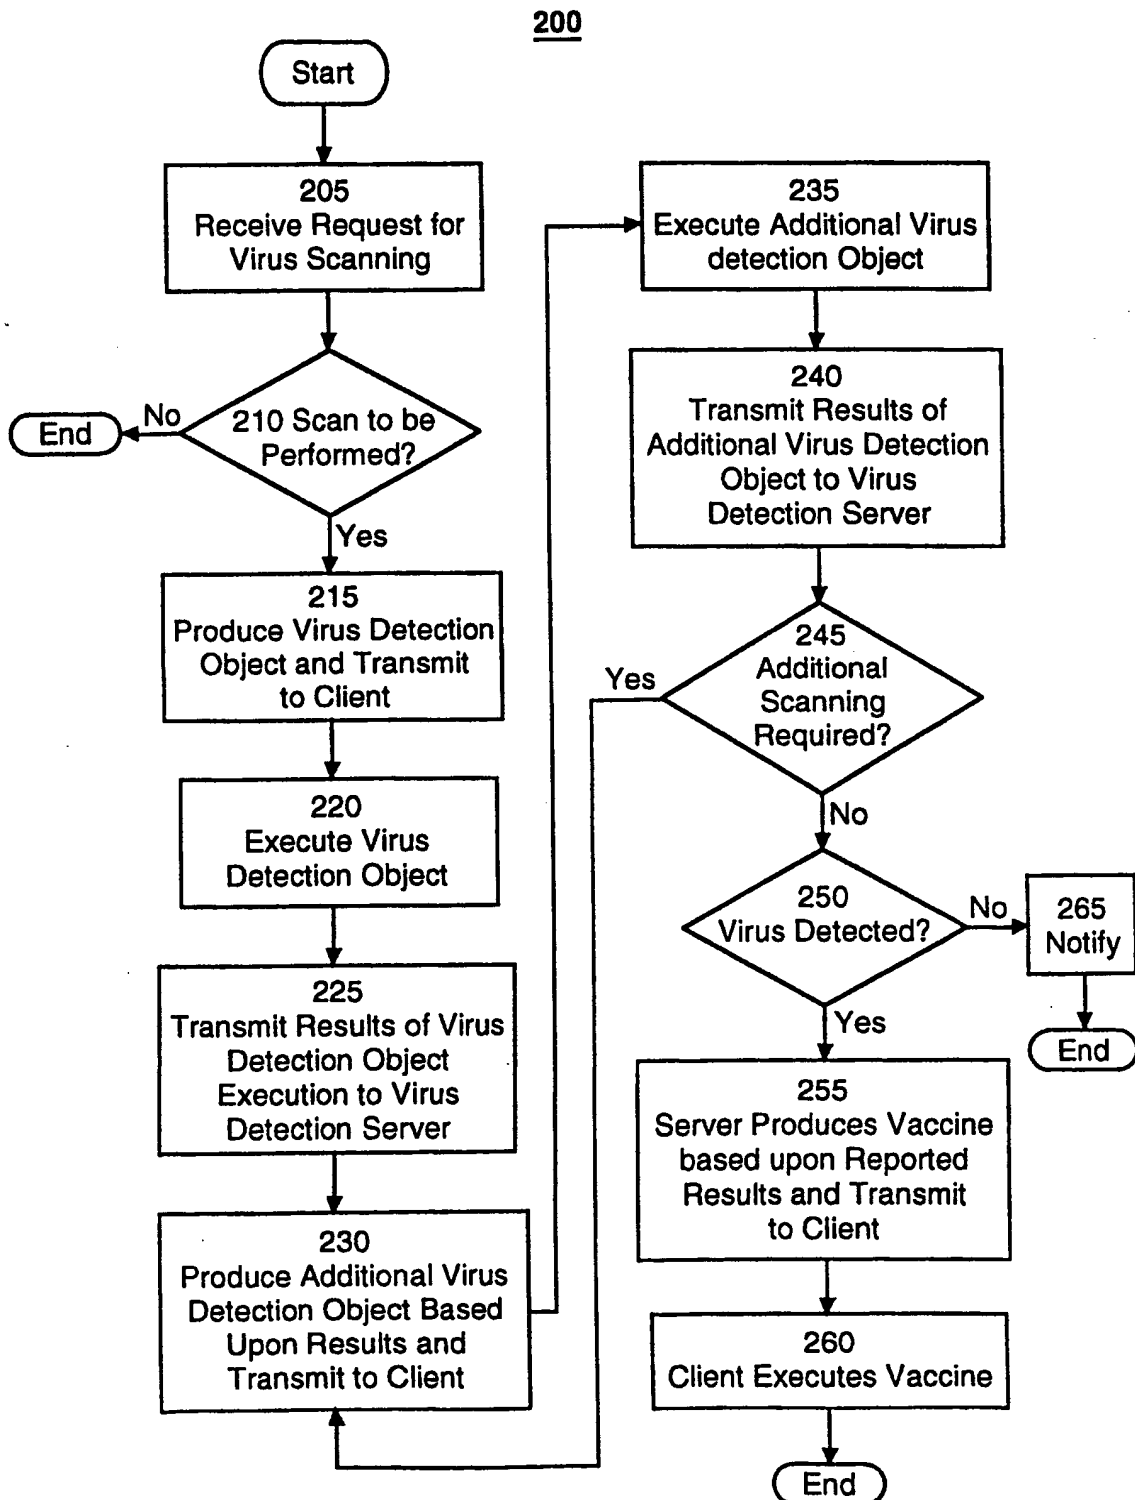 200
Start
205
Receive Request for
Virus Scanning
210 Scan to be
Performed?
No
End
Yes
215
Produce Virus Detection
Object and Transmit
to Client
220
Execute Virus
Detection Object
225
Transmit Results of Virus
Detection Object
Execution to Virus
Detection Server
230
Produce Additional Virus
Detection Object Based
Upon Results and
Transmit to Client
235
Execute Additional Virus
detection Object
240
Transmit Results of
Additional Virus Detection
Object to Virus
Detection Server
245
Additional
Scanning
Required?
Yes
No
250
Virus Detected?
No
265
Notify
End
Yes
255
Server Produces Vaccine
based upon Reported
Results and Transmit
to Client
260
Client Executes Vaccine
End